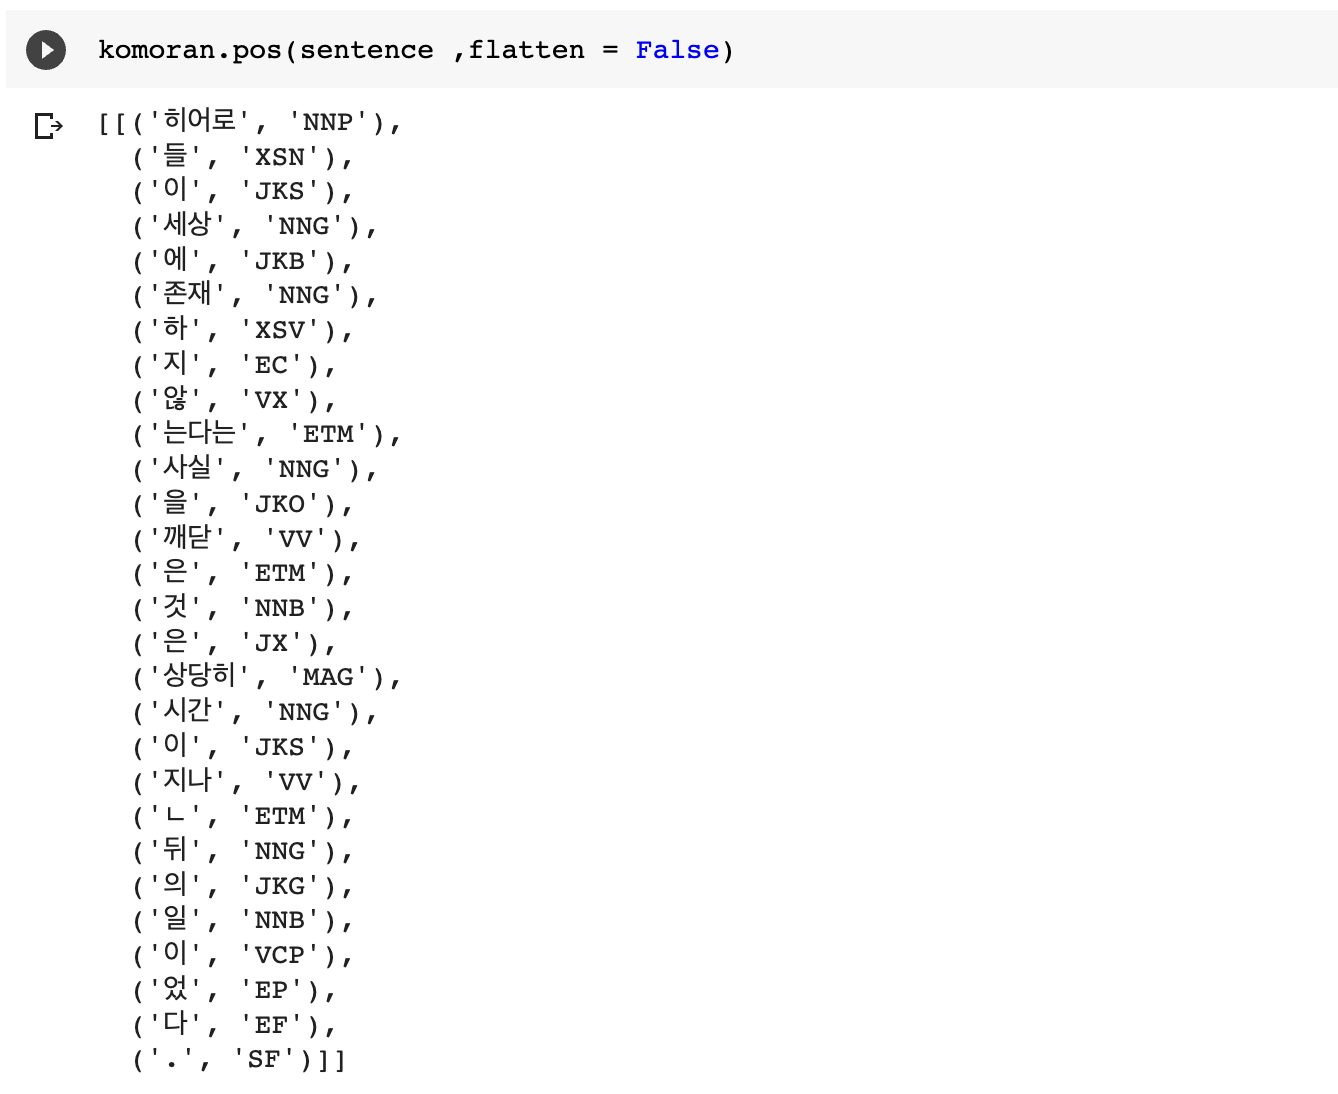 komoran.pos(sentence ,flatten = False)
[[('히어로', 'NNP'),
('들', 'XSN'),
('이', 'JKS'),
('세상', 'NNG'),
('에', 'JKB'),
('존재', 'NNG'),
('하', 'XSV'),
('지', 'EC'),
('않', 'VX'),
('는다는', 'ETM'),
('사실', 'NNG'),
('을', 'JKO'),
('깨닫', 'VV'),
('은', 'ETM'),
('것', 'NNB'),
('은', 'JX'),
('상당히', 'MAG'),
('시간', 'NNG'),
('이', 'JKS'),
('지나', 'VV'),
('ㄴ', 'ETM'),
('뒤', 'NNG'),
('의', 'JKG'),
('일', 'NNB'),
('이', 'VCP'),
('었', 'EP'),
('다', 'EF'),
('.', 'SF')]]